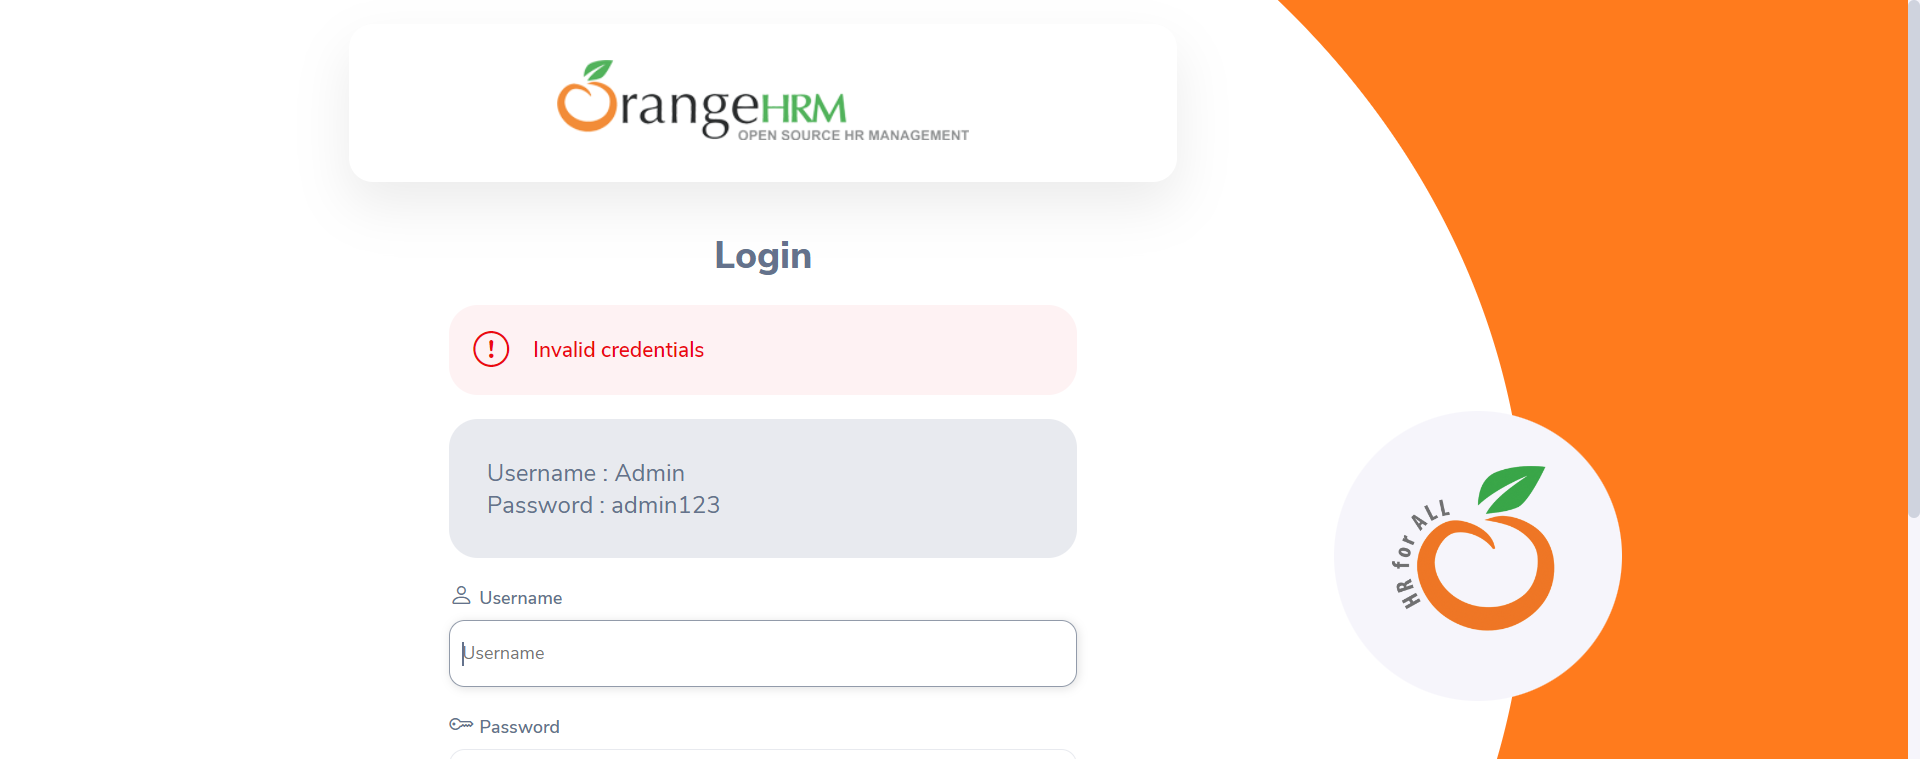 OrangeHRM
OPEN SOURCE HR MANAGEMENT
Login
Invalid credentials
Username : Admin
Password : admin123
Username
Username
Password
HR for ALL